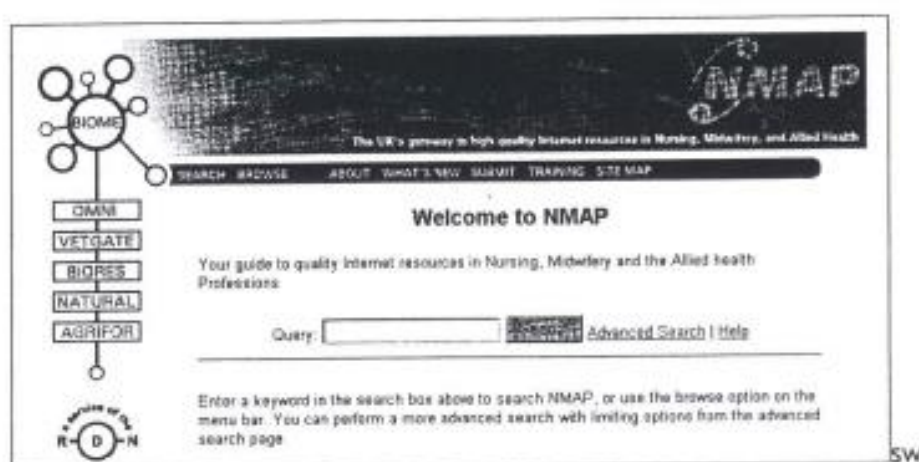 BIOME
NMAP
The UK's gateway to high quality Internet resources in Nursing, Midwifery, and Allied Health
SEARCH BROWSE ABOUT WHAT'S NEW SUBMIT TRAINING SITE MAP
OMNI
VETGATE
BIORES
NATURAL
AGRIFOR
a service of the
R D N
Welcome to NMAP
Your guide to quality Internet resources in Nursing, Midwifery and the Allied health
Professions
Query: Advanced Search | Help
Enter a keyword in the search box above to search NMAP, or use the browse option on the
menu bar. You can perform a more advanced search with limiting options from the advanced
search page
SW